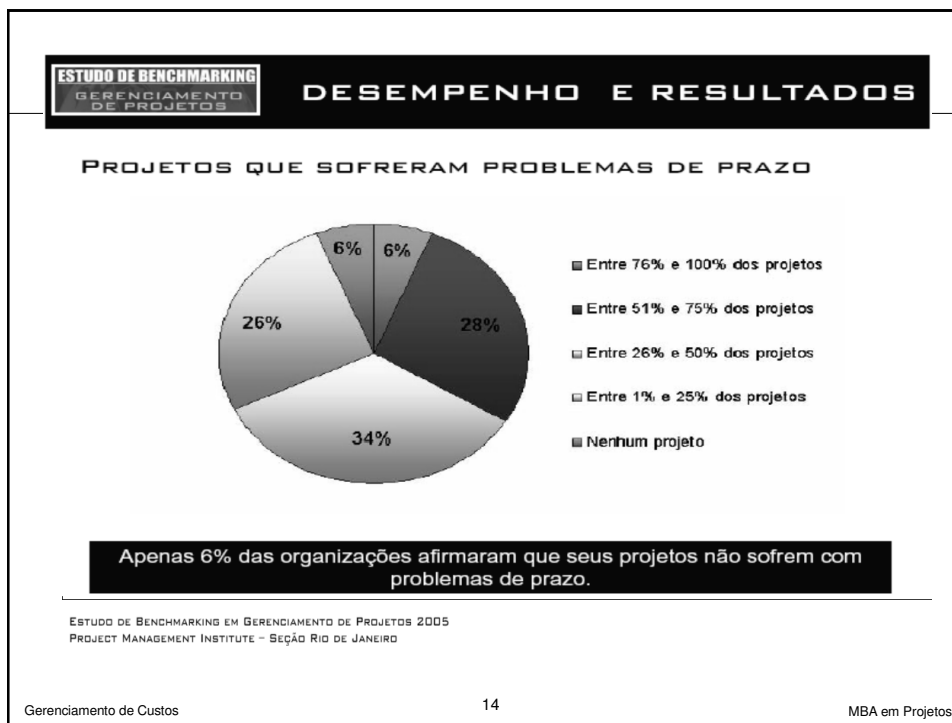 ESTUDO DE BENCHMARKING
GERENCIAMENTO
DE PROJETOS
DESEMPENHO E RESULTADOS
PROJETOS QUE SOFRERAM PROBLEMAS DE PRAZO
6%
6%
28%
34%
26%
Entre 76% e 100% dos projetos
Entre 51% e 75% dos projetos
Entre 26% e 50% dos projetos
Entre 1% e 25% dos projetos
Nenhum projeto
Apenas 6% das organizações afirmaram que seus projetos não sofrem com
problemas de prazo.
ESTUDO DE BENCHMARKING EM GERENCIAMENTO DE PROJETOS 2005
PROJECT MANAGEMENT INSTITUTE – SEÇÃO RIO DE JANEIRO
Gerenciamento de Custos
14
MBA em Projetos